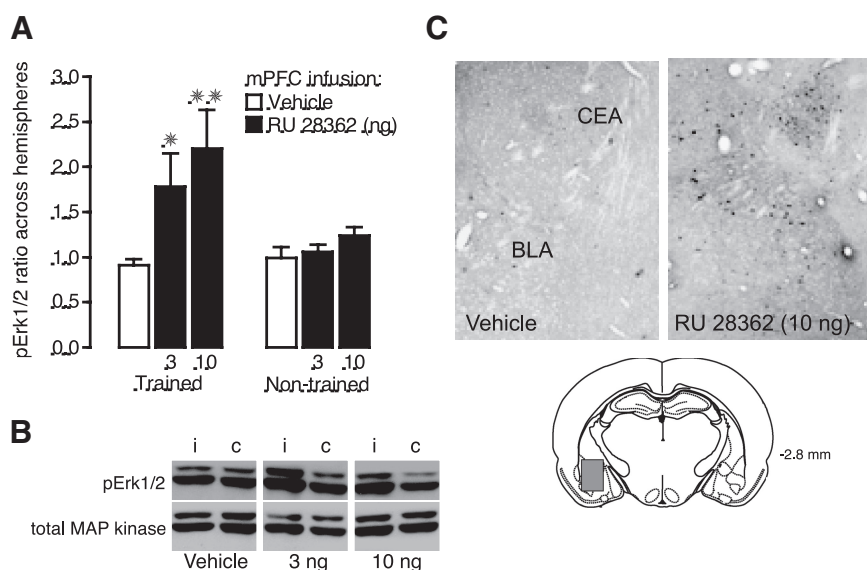 A
pErk1/2 ratio across hemispheres
3.0
2.5
2.0
1.5
1.0
0.5
0.0
mPFC infusion:
Vehicle
RU 28362 (ng)
* **
3 10 3 10
Trained Non-trained
B
i c i c i c
pErk1/2
total MAP kinase
Vehicle 3 ng 10 ng
C
CEA
BLA
Vehicle
RU 28362 (10 ng)
-2.8 mm